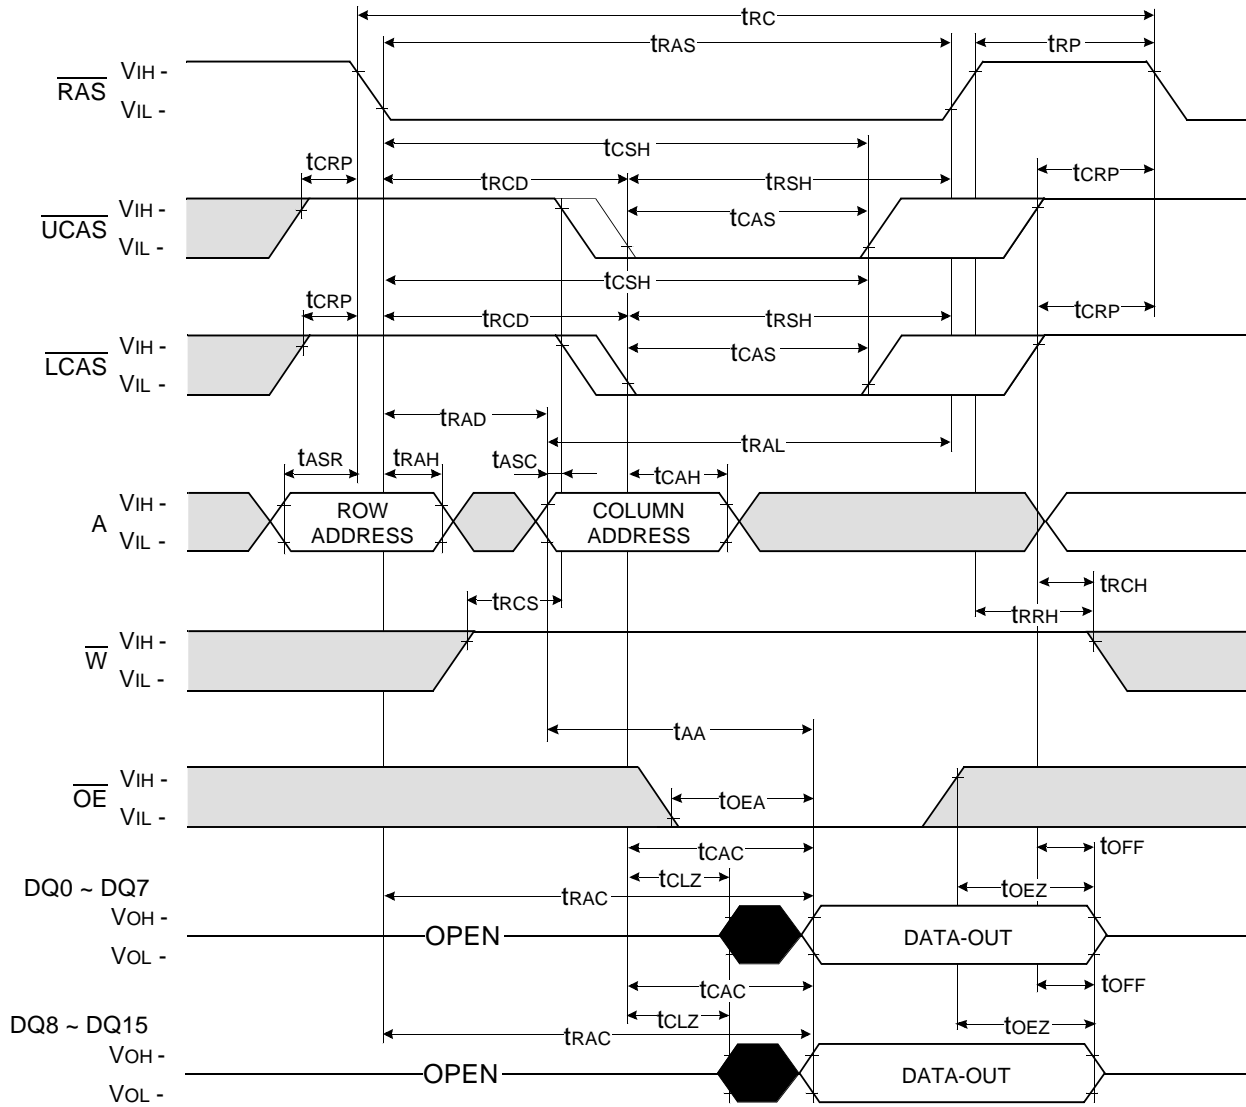 tRC
tRAS
tRP
RAS
VIH -
VIL -
tCSH
tCRP
tRCD
tRSH
tCRP
UCAS
VIH -
VIL -
tCAS
tCSH
tCRP
tRCD
tRSH
tCRP
LCAS
VIH -
VIL -
tCAS
tRAD
tRAL
tASR
tRAH
tASC
tCAH
A
VIH -
VIL -
ROW
ADDRESS
COLUMN
ADDRESS
tRCS
tRCH
tRRH
W
VIH -
VIL -
tAA
OE
VIH -
VIL -
tOEA
tCAC
tOFF
tCLZ
tOEZ
tRAC
DQ0 ~ DQ7
VOH -
VOL -
OPEN
DATA-OUT
tCAC
tOFF
tCLZ
tOEZ
tRAC
DQ8 ~ DQ15
VOH -
VOL -
OPEN
DATA-OUT